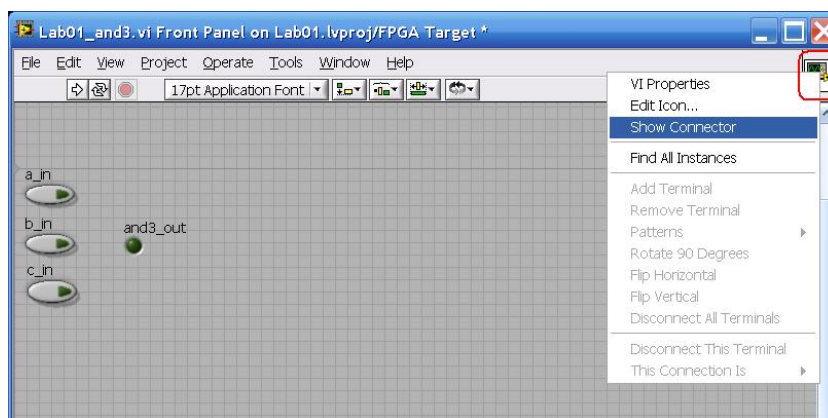 Lab01_and3.vi Front Panel on Lab01.lvproj/FPGA Target *
File Edit View Project Operate Tools Window Help
17pt Application Font
VI Properties
Edit Icon...
Show Connector
Find All Instances
Add Terminal
Remove Terminal
Patterns
Rotate 90 Degrees
Flip Horizontal
Flip Vertical
Disconnect All Terminals
Disconnect This Terminal
This Connection Is
a_in
b_in
and3_out
c_in